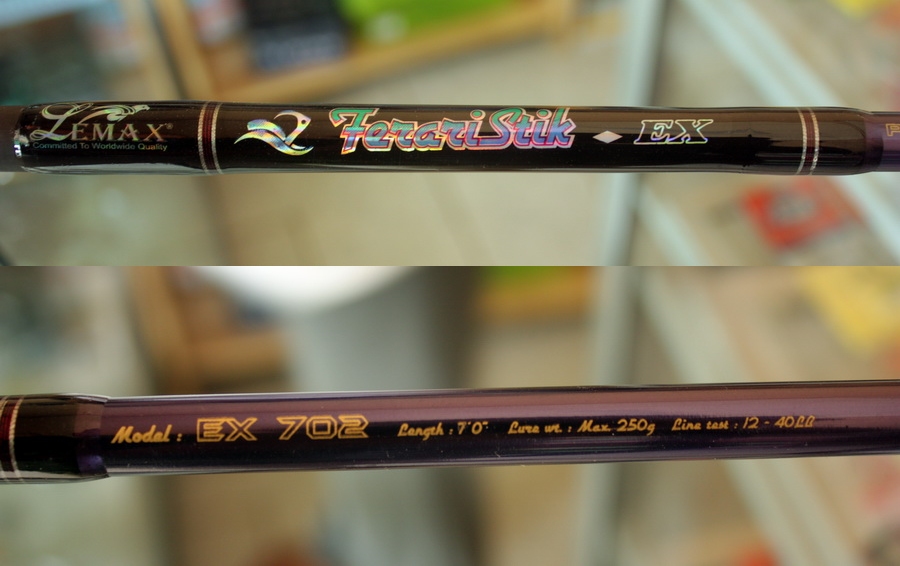 LEMAX®
Committed To Worldwide Quality
FerariStik ◆ EX
Model : EX 702 Length : 7'0" Lure wt. : Max. 250g Line test : 12 - 40LB